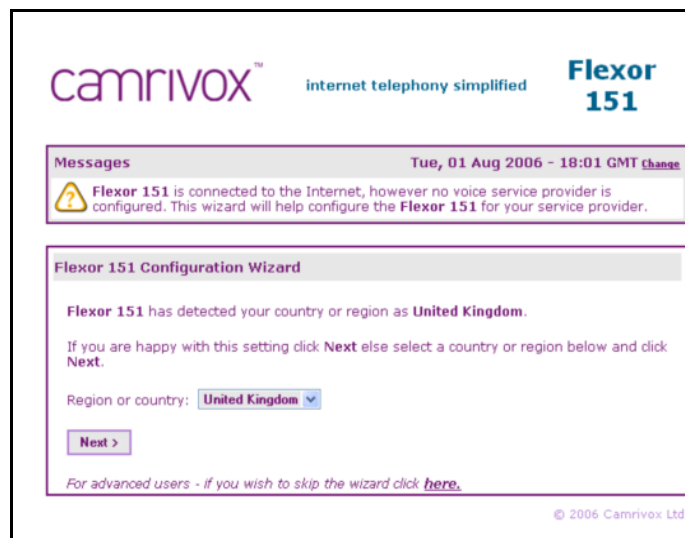 camrivox™
internet telephony simplified
Flexor
151
Messages
Tue, 01 Aug 2006 - 18:01 GMT Change
Flexor 151 is connected to the Internet, however no voice service provider is
configured. This wizard will help configure the Flexor 151 for your service provider.
Flexor 151 Configuration Wizard
Flexor 151 has detected your country or region as United Kingdom.
If you are happy with this setting click Next else select a country or region below and click
Next.
Region or country: United Kingdom
Next >
For advanced users - if you wish to skip the wizard click here.
© 2006 Camrivox Ltd